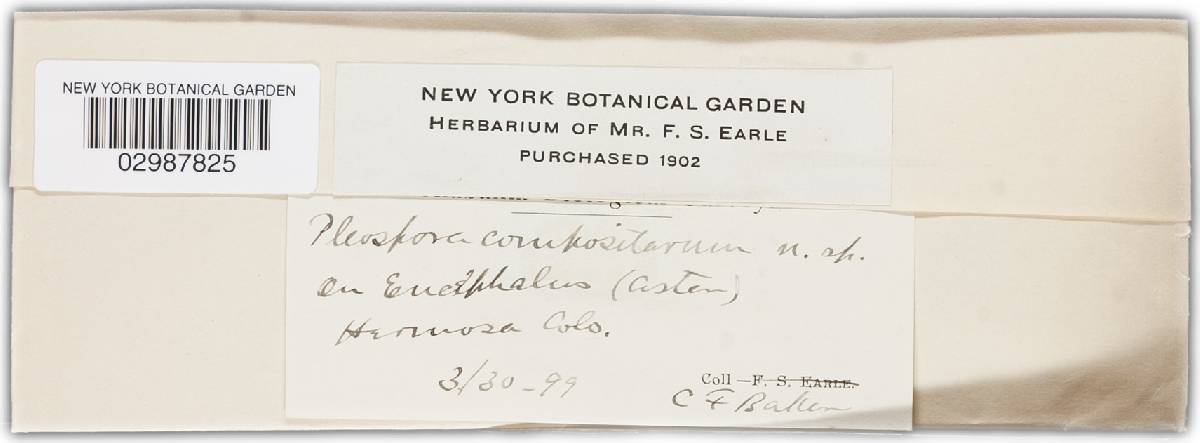 NEW YORK BOTANICAL GARDEN
02987825
NEW YORK BOTANICAL GARDEN
HERBARIUM OF MR. F. S. EARLE
PURCHASED 1902
Pleospora compositarum n. sp.
on Eucephalus (Aster)
Hermosa Colo.
3/30-99
Coll—F. S. EARLE.
C F Baker